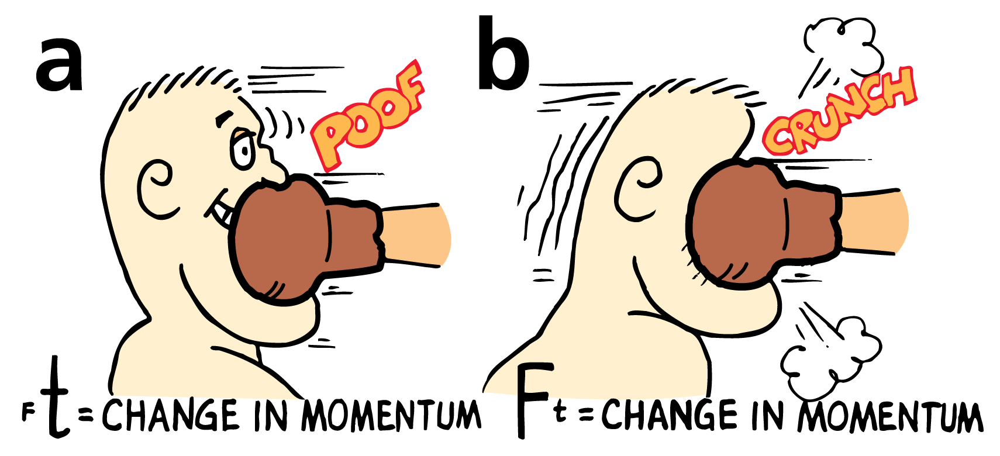 a
POOF
Ft = CHANGE IN MOMENTUM
b
CRUNCH
Ft = CHANGE IN MOMENTUM